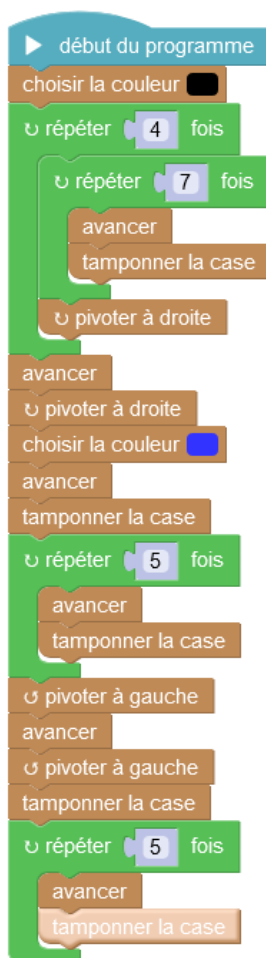 début du programme
choisir la couleur
↻ répéter 4 fois
↻ répéter 7 fois
avancer
tamponner la case
↻ pivoter à droite
avancer
↻ pivoter à droite
choisir la couleur
avancer
tamponner la case
↻ répéter 5 fois
avancer
tamponner la case
↺ pivoter à gauche
avancer
↺ pivoter à gauche
tamponner la case
↻ répéter 5 fois
avancer
tamponner la case